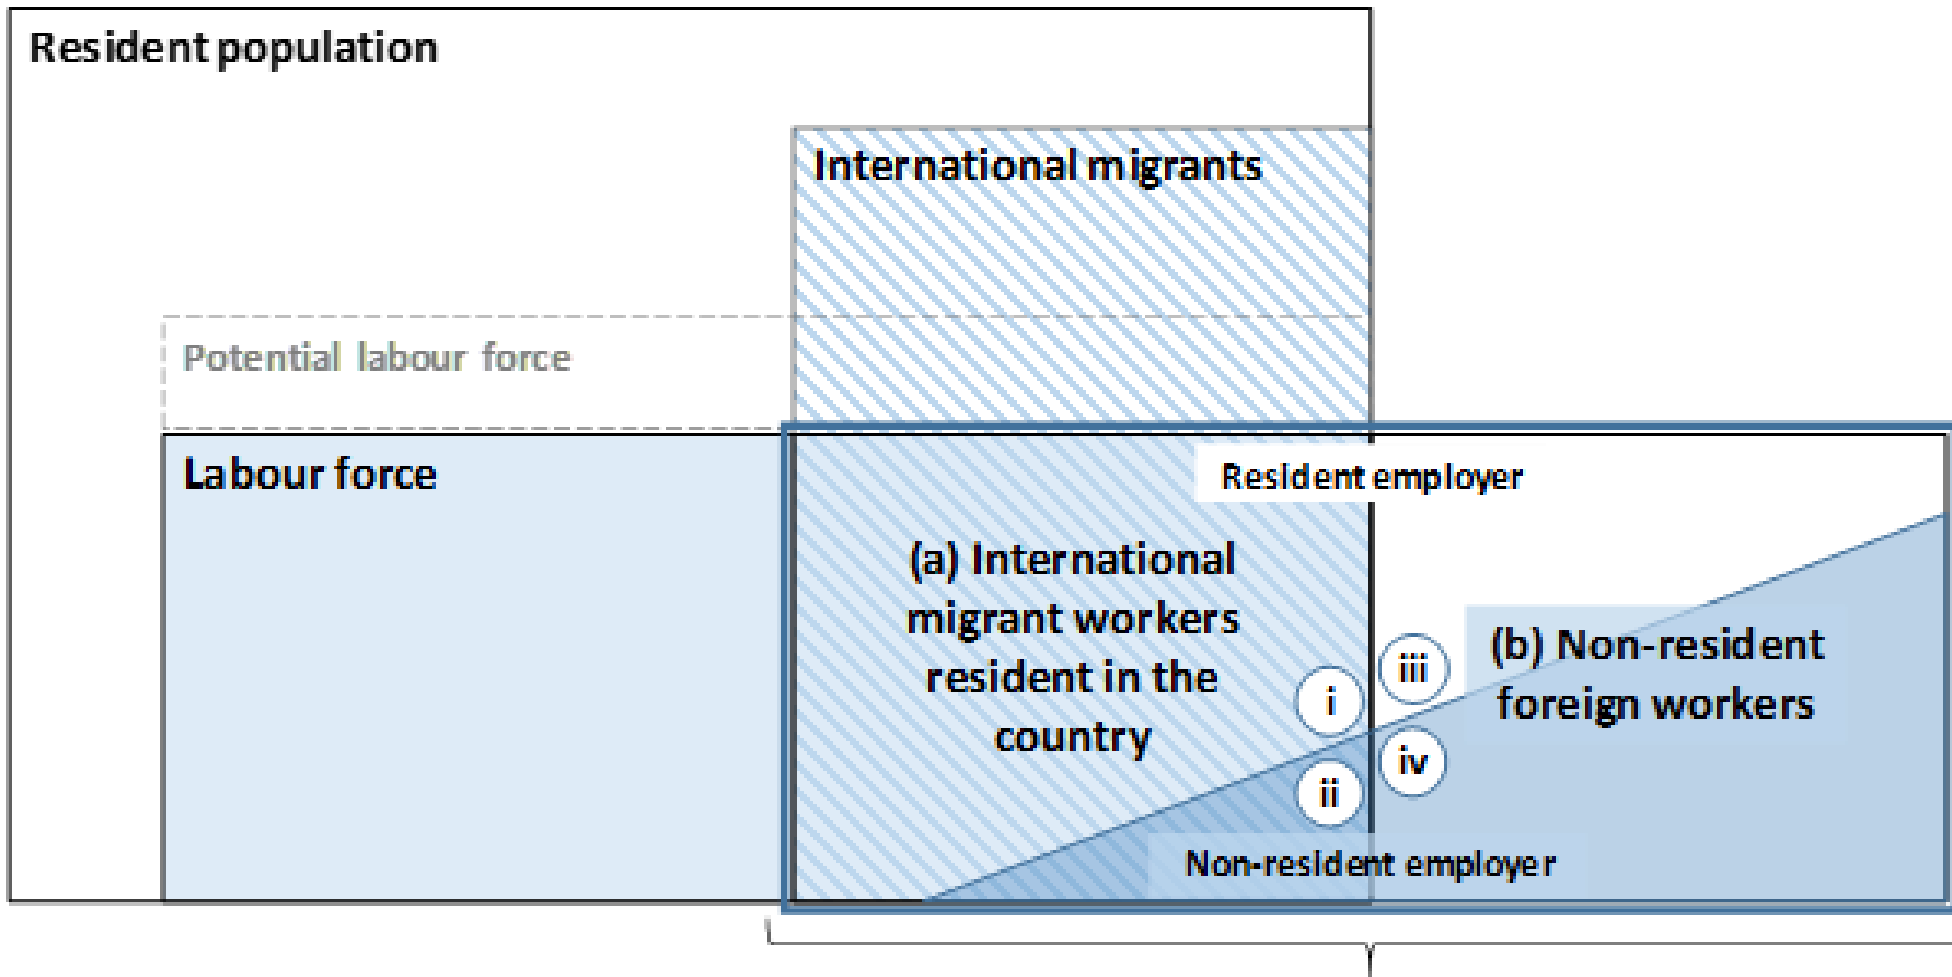 Resident population
International migrants
Potential labour force
Labour force
Resident employer
(a) International
migrant workers
resident in the
country
(b) Non-resident
foreign workers
i
iii
ii
iv
Non-resident employer